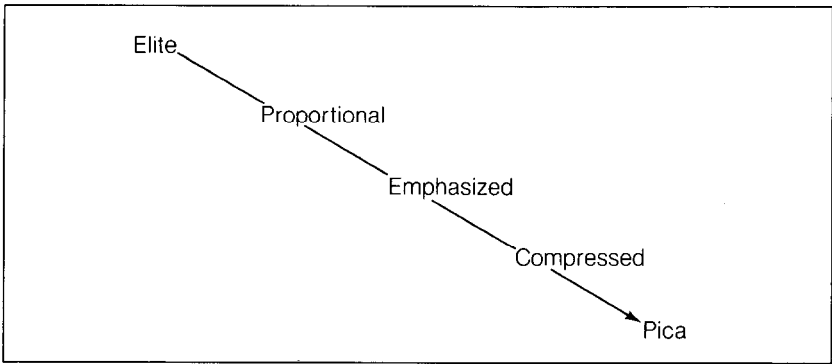 Elite
Proportional
Emphasized
Compressed
Pica